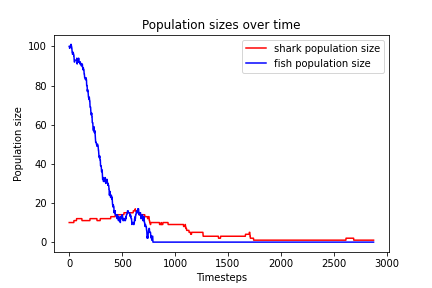 Population sizes over time
shark population size
fish population size
Population size
100
80
60
40
20
0
0 500 1000 1500 2000 2500 3000
Timesteps